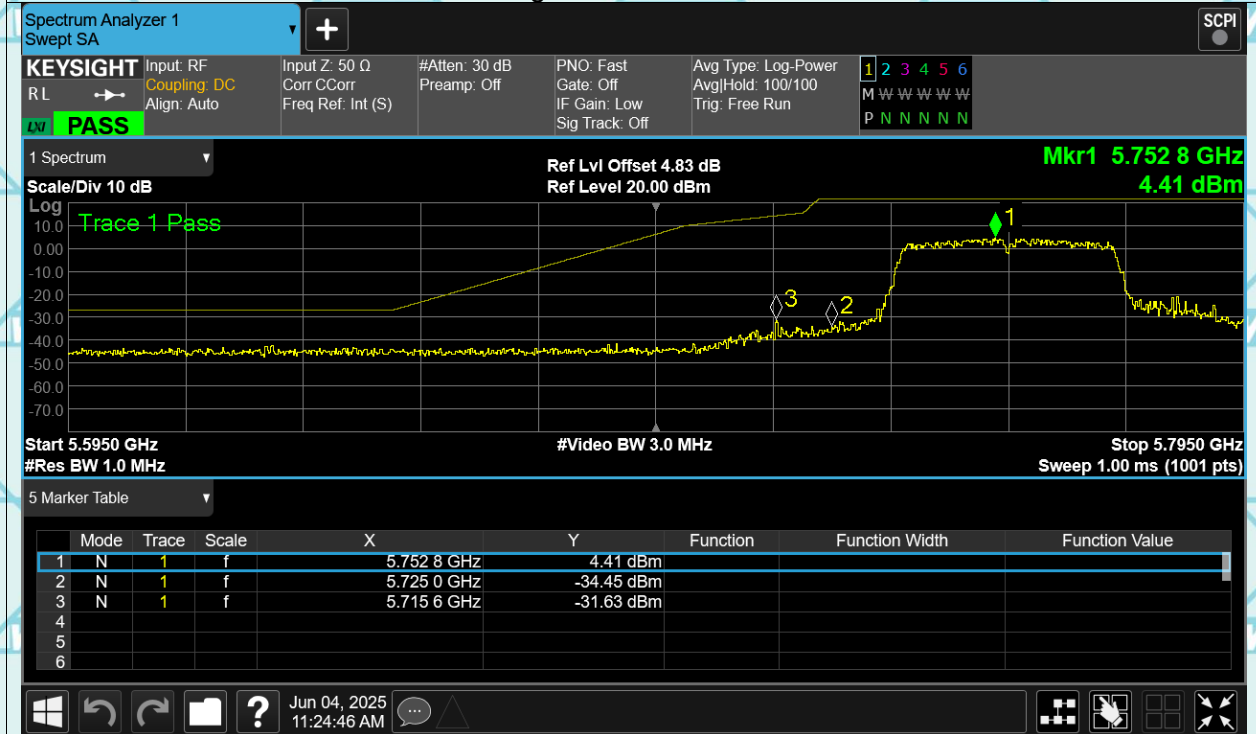 Spectrum Analyzer 1
Swept SA
+
SCPI
KEYSIGHT
R L
LXI PASS
Input: RF
Coupling: DC
Align: Auto
Input Z: 50 Ω
Corr CCorr
Freq Ref: Int (S)
#Atten: 30 dB
Preamp: Off
PNO: Fast
Gate: Off
IF Gain: Low
Sig Track: Off
Avg Type: Log-Power
Avg|Hold: 100/100
Trig: Free Run
1 2 3 4 5 6
M W W W W W
P N N N N N
1 Spectrum
Scale/Div 10 dB
Ref Lvl Offset 4.83 dB
Ref Level 20.00 dBm
Mkr1 5.752 8 GHz
4.41 dBm
Log
Trace 1 Pass
10.0
0.00
-10.0
-20.0
-30.0
-40.0
-50.0
-60.0
-70.0
1
3
2
Start 5.5950 GHz
#Video BW 3.0 MHz
Stop 5.7950 GHz
#Res BW 1.0 MHz
Sweep 1.00 ms (1001 pts)
5 Marker Table
Mode Trace Scale X Y Function Function Width Function Value
1 N 1 f 5.752 8 GHz 4.41 dBm
2 N 1 f 5.725 0 GHz -34.45 dBm
3 N 1 f 5.715 6 GHz -31.63 dBm
4
5
6
?
Jun 04, 2025
11:24:46 AM